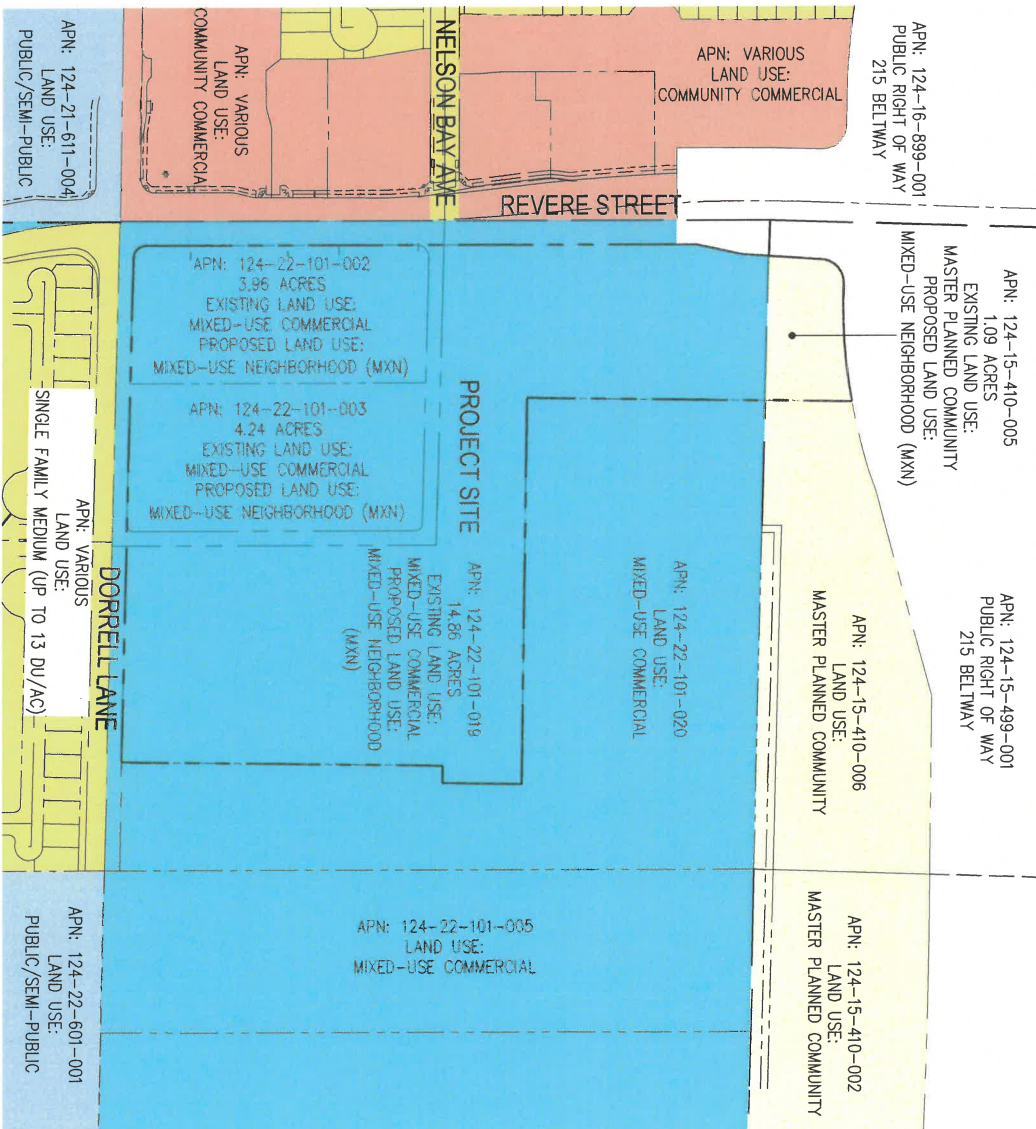 APN: 124-16-899-001
PUBLIC RIGHT OF WAY
215 BELTWAY
APN: 124-15-410-005
1.09 ACRES
EXISTING LAND USE:
MASTER PLANNED COMMUNITY
PROPOSED LAND USE:
MIXED-USE NEIGHBORHOOD (MXN)
APN: 124-15-499-001
PUBLIC RIGHT OF WAY
215 BELTWAY
APN: VARIOUS
LAND USE:
COMMUNITY COMMERCIAL
APN: 124-15-410-006
LAND USE:
MASTER PLANNED COMMUNITY
APN: 124-15-410-002
LAND USE:
MASTER PLANNED COMMUNITY
REVERE STREET
NELSON BAY AVE
APN: VARIOUS
LAND USE:
COMMUNITY COMMERCIA
APN: 124-21-611-004
LAND USE:
PUBLIC/SEMI-PUBLIC
APN: 124-22-101-002
3.96 ACRES
EXISTING LAND USE:
MIXED-USE COMMERCIAL
PROPOSED LAND USE:
MIXED-USE NEIGHBORHOOD (MXN)
APN: 124-22-101-003
4.24 ACRES
EXISTING LAND USE:
MIXED-USE COMMERCIAL
PROPOSED LAND USE:
MIXED-USE NEIGHBORHOOD (MXN)
PROJECT SITE
APN: 124-22-101-019
14.86 ACRES
EXISTING LAND USE:
MIXED-USE COMMERCIAL
PROPOSED LAND USE:
MIXED-USE NEIGHBORHOOD
(MXN)
APN: 124-22-101-020
LAND USE:
MIXED-USE COMMERCIAL
DORRELL LANE
APN: VARIOUS
LAND USE:
SINGLE FAMILY MEDIUM (UP TO 13 DU/AC)
APN: 124-22-101-005
LAND USE:
MIXED-USE COMMERCIAL
APN: 124-22-601-001
LAND USE:
PUBLIC/SEMI-PUBLIC